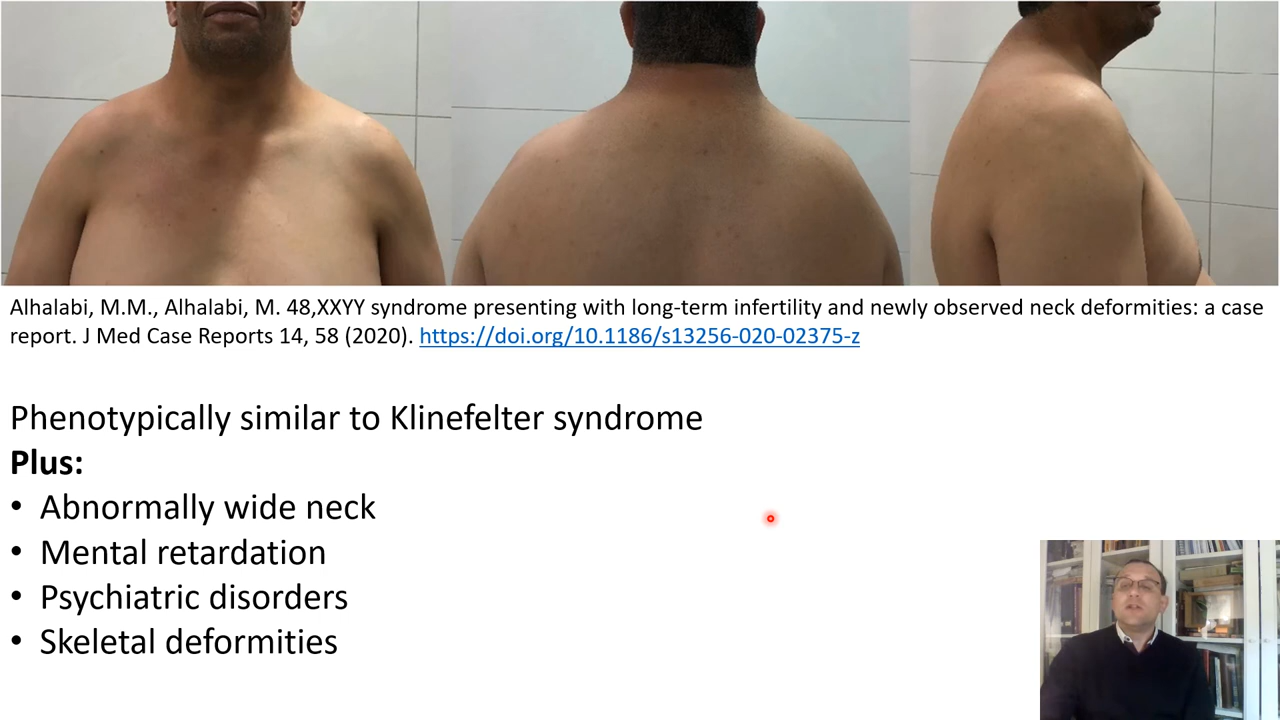 Alhalabi, M.M., Alhalabi, M. 48,XXYY syndrome presenting with long-term infertility and newly observed neck deformities: a case
report. J Med Case Reports 14, 58 (2020). https://doi.org/10.1186/s13256-020-02375-z
Phenotypically similar to Klinefelter syndrome
Plus:
• Abnormally wide neck
• Mental retardation
• Psychiatric disorders
• Skeletal deformities